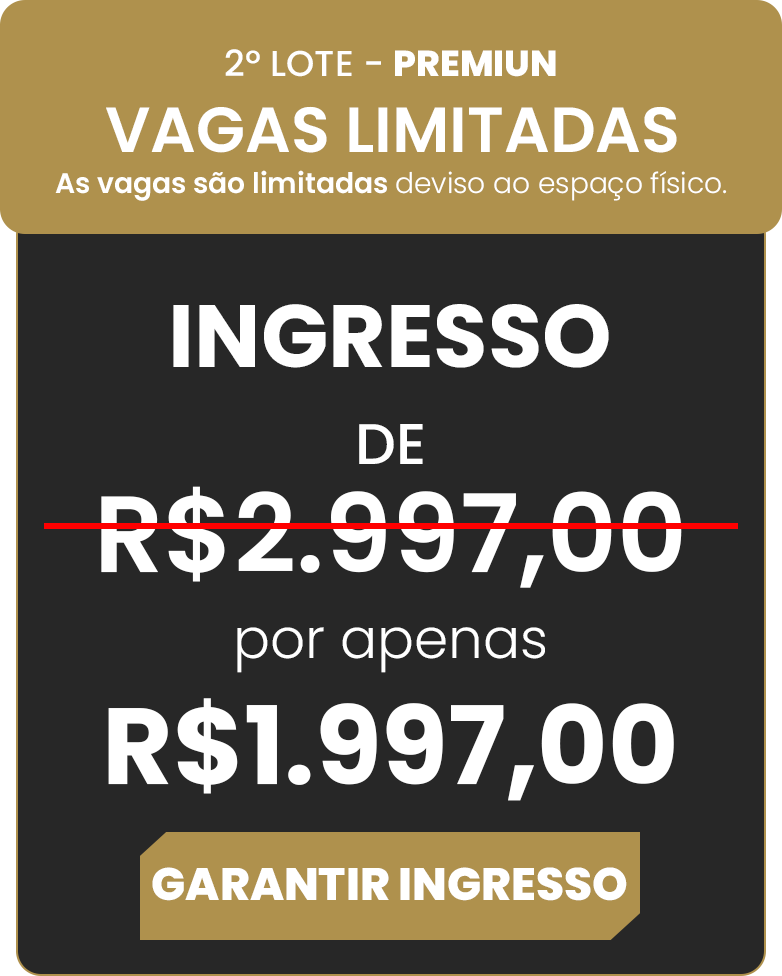 2º LOTE - PREMIUN
VAGAS LIMITADAS
As vagas são limitadas deviso ao espaço físico.
INGRESSO
DE
R$2.997,00
por apenas
R$1.997,00
GARANTIR INGRESSO